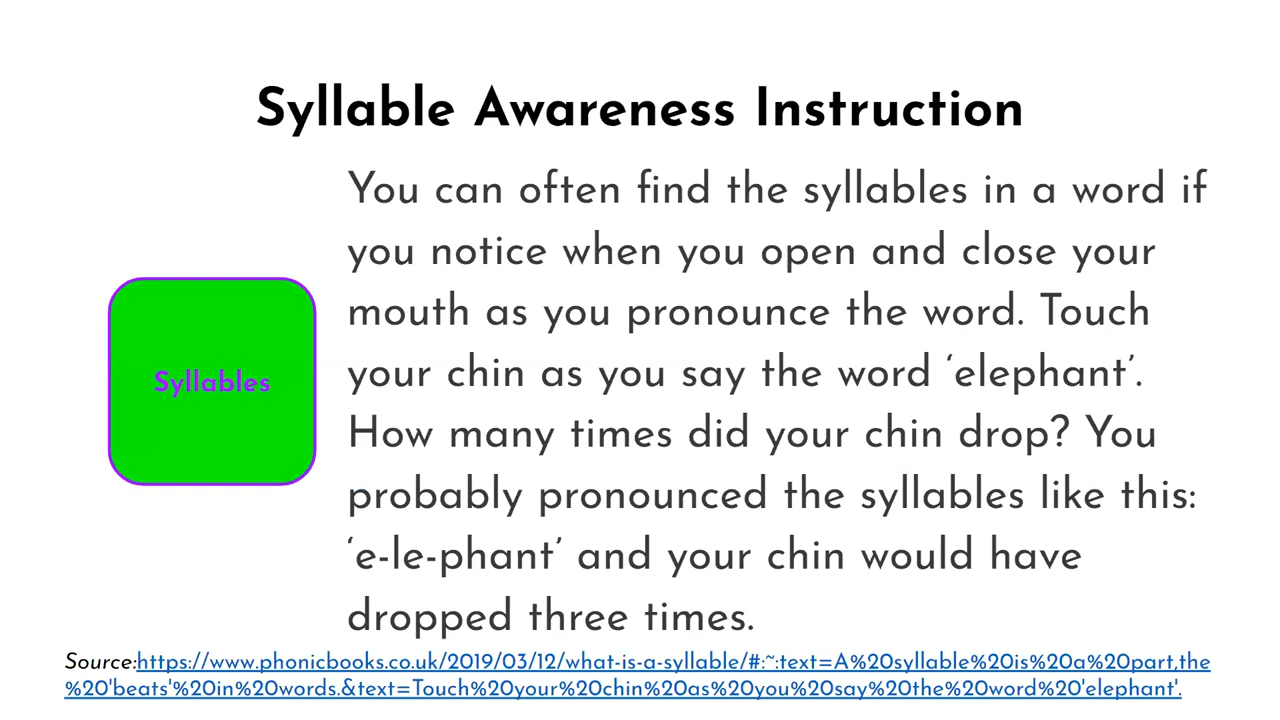 Syllable Awareness Instruction
You can often find the syllables in a word if
you notice when you open and close your
mouth as you pronounce the word. Touch
your chin as you say the word ‘elephant’.
How many times did your chin drop? You
probably pronounced the syllables like this:
‘e-le-phant’ and your chin would have
dropped three times.
Syllables
Source:https://www.phonicbooks.co.uk/2019/03/12/what-is-a-syllable/#:~:text=A%20syllable%20is%20a%20part,the
%20'beats'%20in%20words.&text=Touch%20your%20chin%20as%20you%20say%20the%20word%20'elephant'.